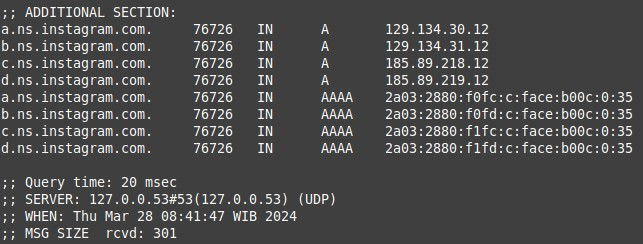 ;; ADDITIONAL SECTION:
a.ns.instagram.com. 76726 IN A 129.134.30.12
b.ns.instagram.com. 76726 IN A 129.134.31.12
c.ns.instagram.com. 76726 IN A 185.89.218.12
d.ns.instagram.com. 76726 IN A 185.89.219.12
a.ns.instagram.com. 76726 IN AAAA 2a03:2880:f0fc:c:face:b00c:0:35
b.ns.instagram.com. 76726 IN AAAA 2a03:2880:f0fd:c:face:b00c:0:35
c.ns.instagram.com. 76726 IN AAAA 2a03:2880:f1fc:c:face:b00c:0:35
d.ns.instagram.com. 76726 IN AAAA 2a03:2880:f1fd:c:face:b00c:0:35
;; Query time: 20 msec
;; SERVER: 127.0.0.53#53(127.0.0.53) (UDP)
;; WHEN: Thu Mar 28 08:41:47 WIB 2024
;; MSG SIZE  rcvd: 301